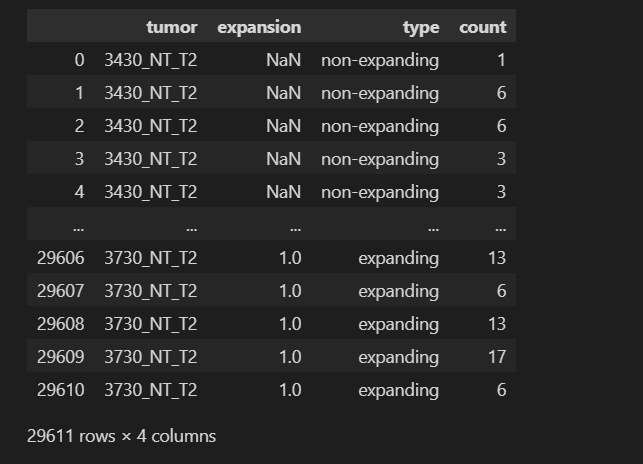 tumor expansion type count
0 3430_NT_T2 NaN non-expanding 1
1 3430_NT_T2 NaN non-expanding 6
2 3430_NT_T2 NaN non-expanding 6
3 3430_NT_T2 NaN non-expanding 3
4 3430_NT_T2 NaN non-expanding 3
... ... ... ... ...
29606 3730_NT_T2 1.0 expanding 13
29607 3730_NT_T2 1.0 expanding 6
29608 3730_NT_T2 1.0 expanding 13
29609 3730_NT_T2 1.0 expanding 17
29610 3730_NT_T2 1.0 expanding 6
29611 rows × 4 columns